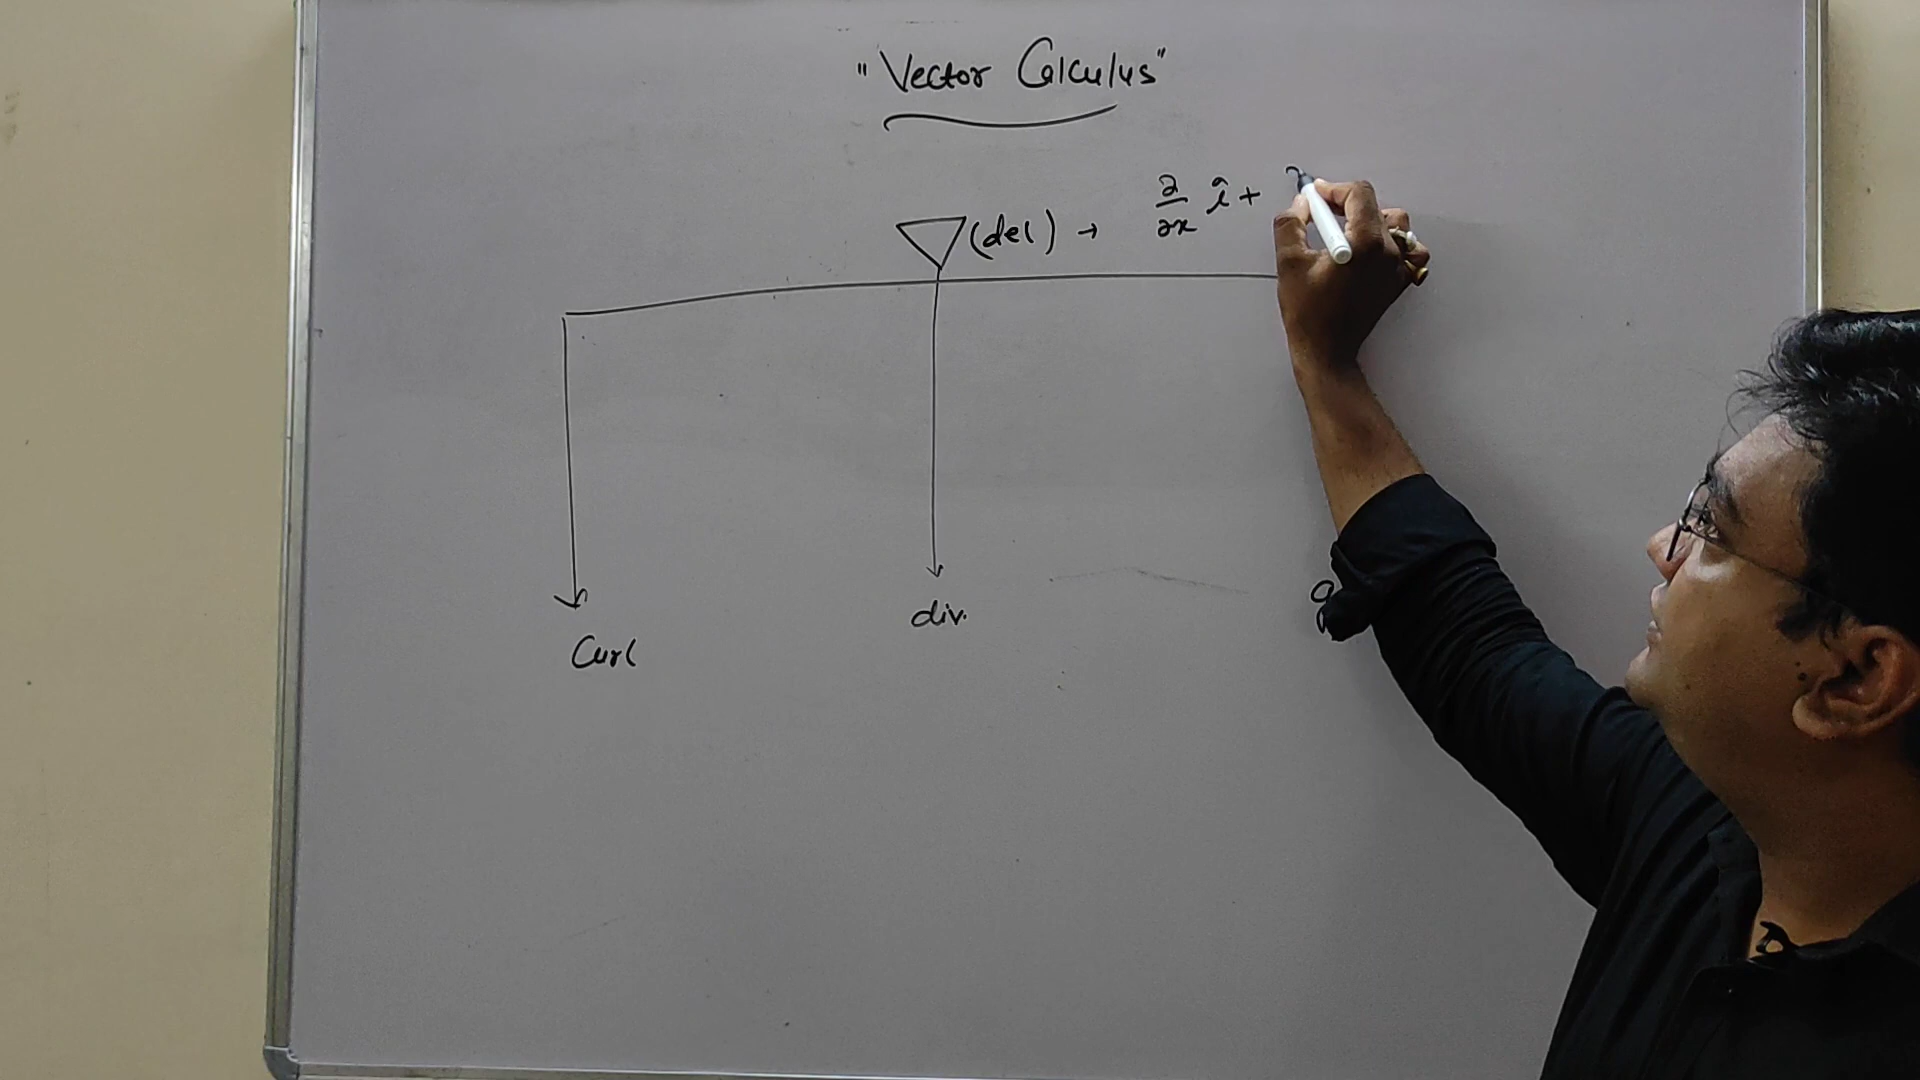 "Vector Calculus"
∇ (del) → ∂/∂x î + ∂
div.
Curl
g